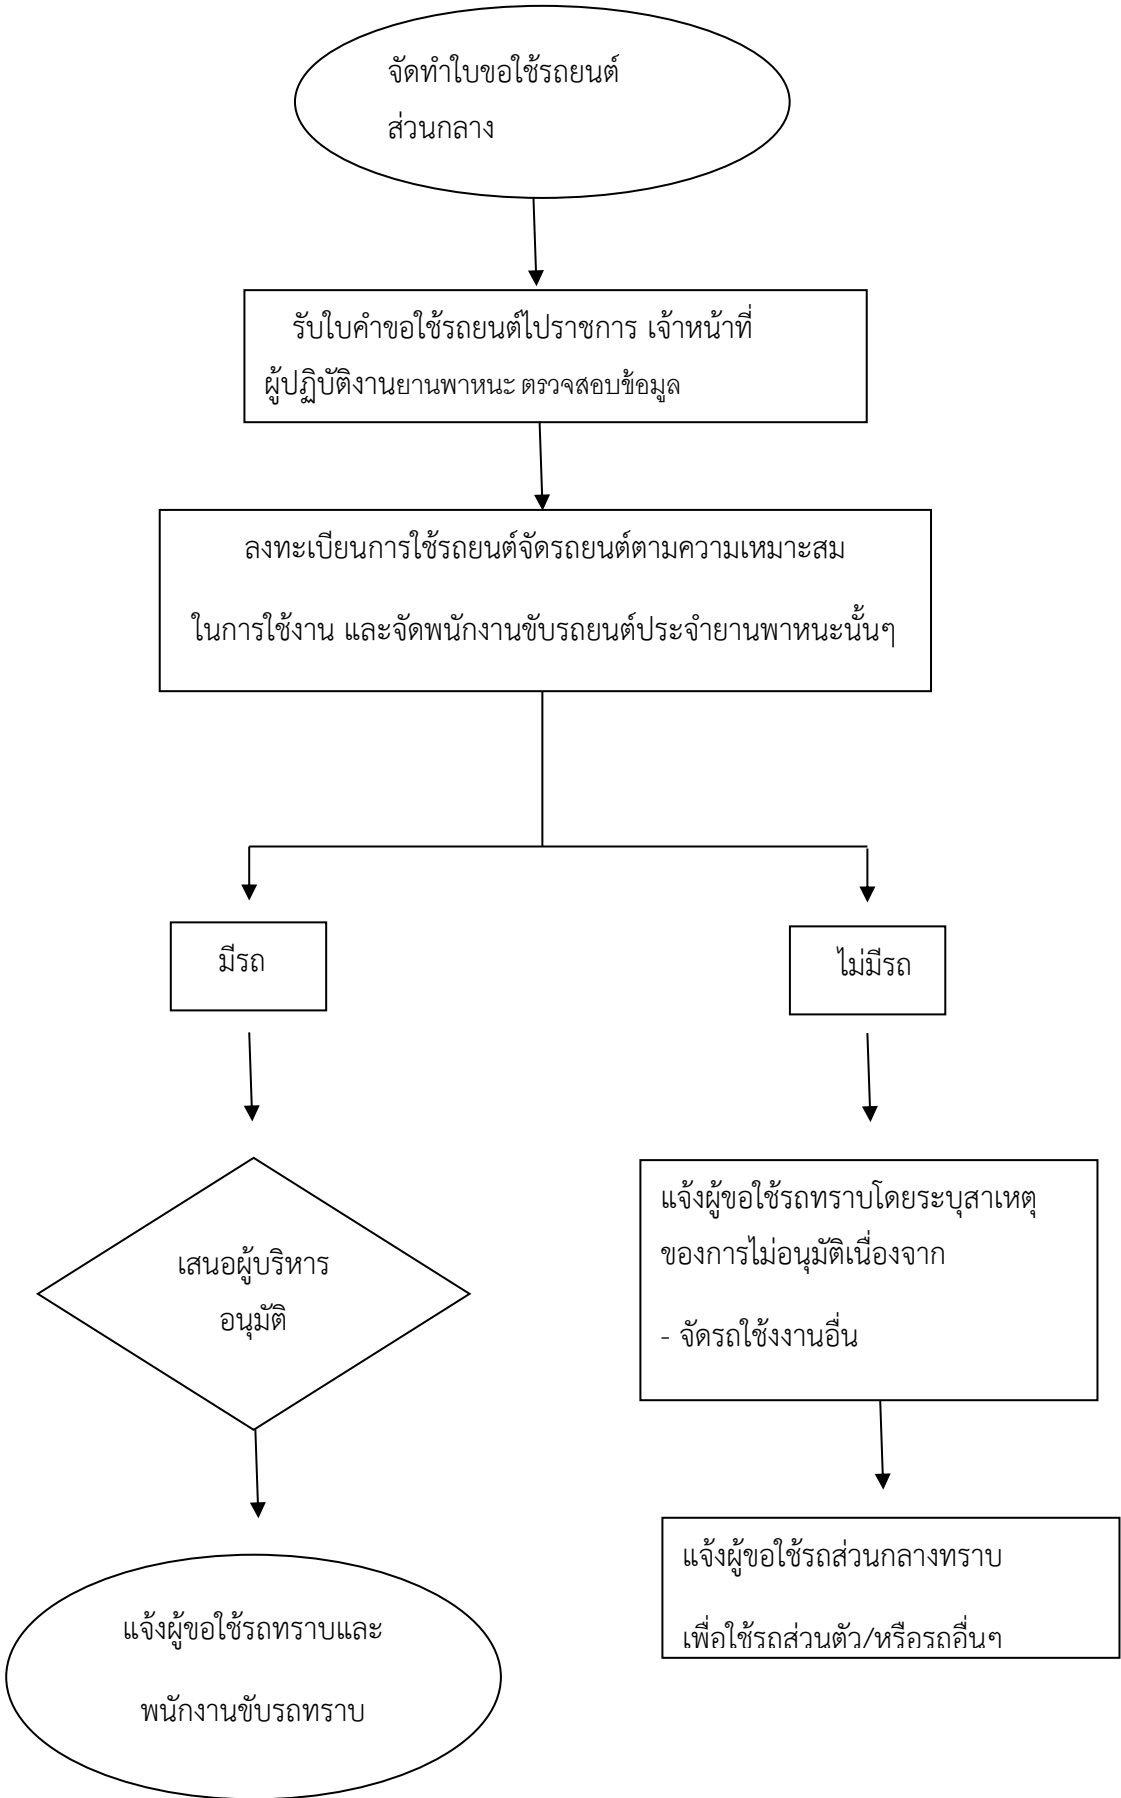 จัดทำใบขอใช้รถยนต์
ส่วนกลาง
รับใบคำขอใช้รถยนต์ไปราชการ เจ้าหน้าที่
ผู้ปฏิบัติงานยานพาหนะ ตรวจสอบข้อมูล
ลงทะเบียนการใช้รถยนต์จัดรถยนต์ตามความเหมาะสม
ในการใช้งาน และจัดพนักงานขับรถยนต์ประจำยานพาหนะนั้นๆ
มีรถ
ไม่มีรถ
เสนอผู้บริหาร
อนุมัติ
แจ้งผู้ขอใช้รถทราบและ
พนักงานขับรถทราบ
แจ้งผู้ขอใช้รถทราบโดยระบุสาเหตุ
ของการไม่อนุมัติเนื่องจาก
- จัดรถใช้งงานอื่น
แจ้งผู้ขอใช้รถส่วนกลางทราบ
เพื่อใช้รถส่วนตัว/หรือรถอื่นๆ